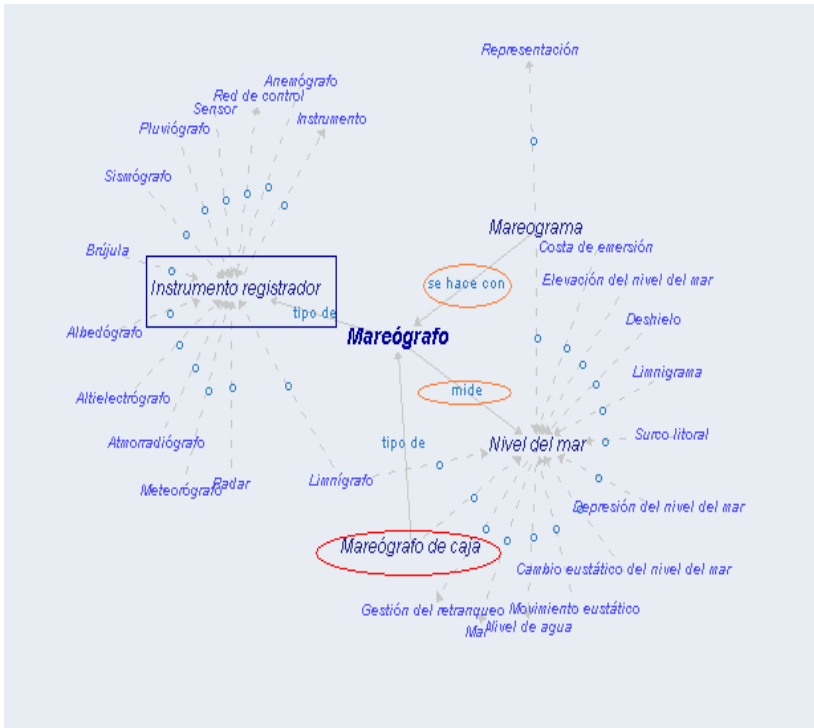 Representación
Anemógrafo
Red de control
Sensor
Instrumento
Pluviógrafo
Sismógrafo
Mareograma
Brújula
Costa de emersión
Instrumento registrador
se hace con
Elevación del nivel del mar
tipo de
Deshielo
Albedógrafo
Mareógrafo
Limnigrama
mide
Altielectrógrafo
Surco litoral
Atmorradiógrafo
tipo de
Nivel del mar
Meteorógrafo
Radar
Limnígrafo
Depresión del nivel del mar
Mareógrafo de caja
Cambio eustático del nivel del mar
Gestión del retranqueo
Movimiento eustático
Mar
Nivel de agua